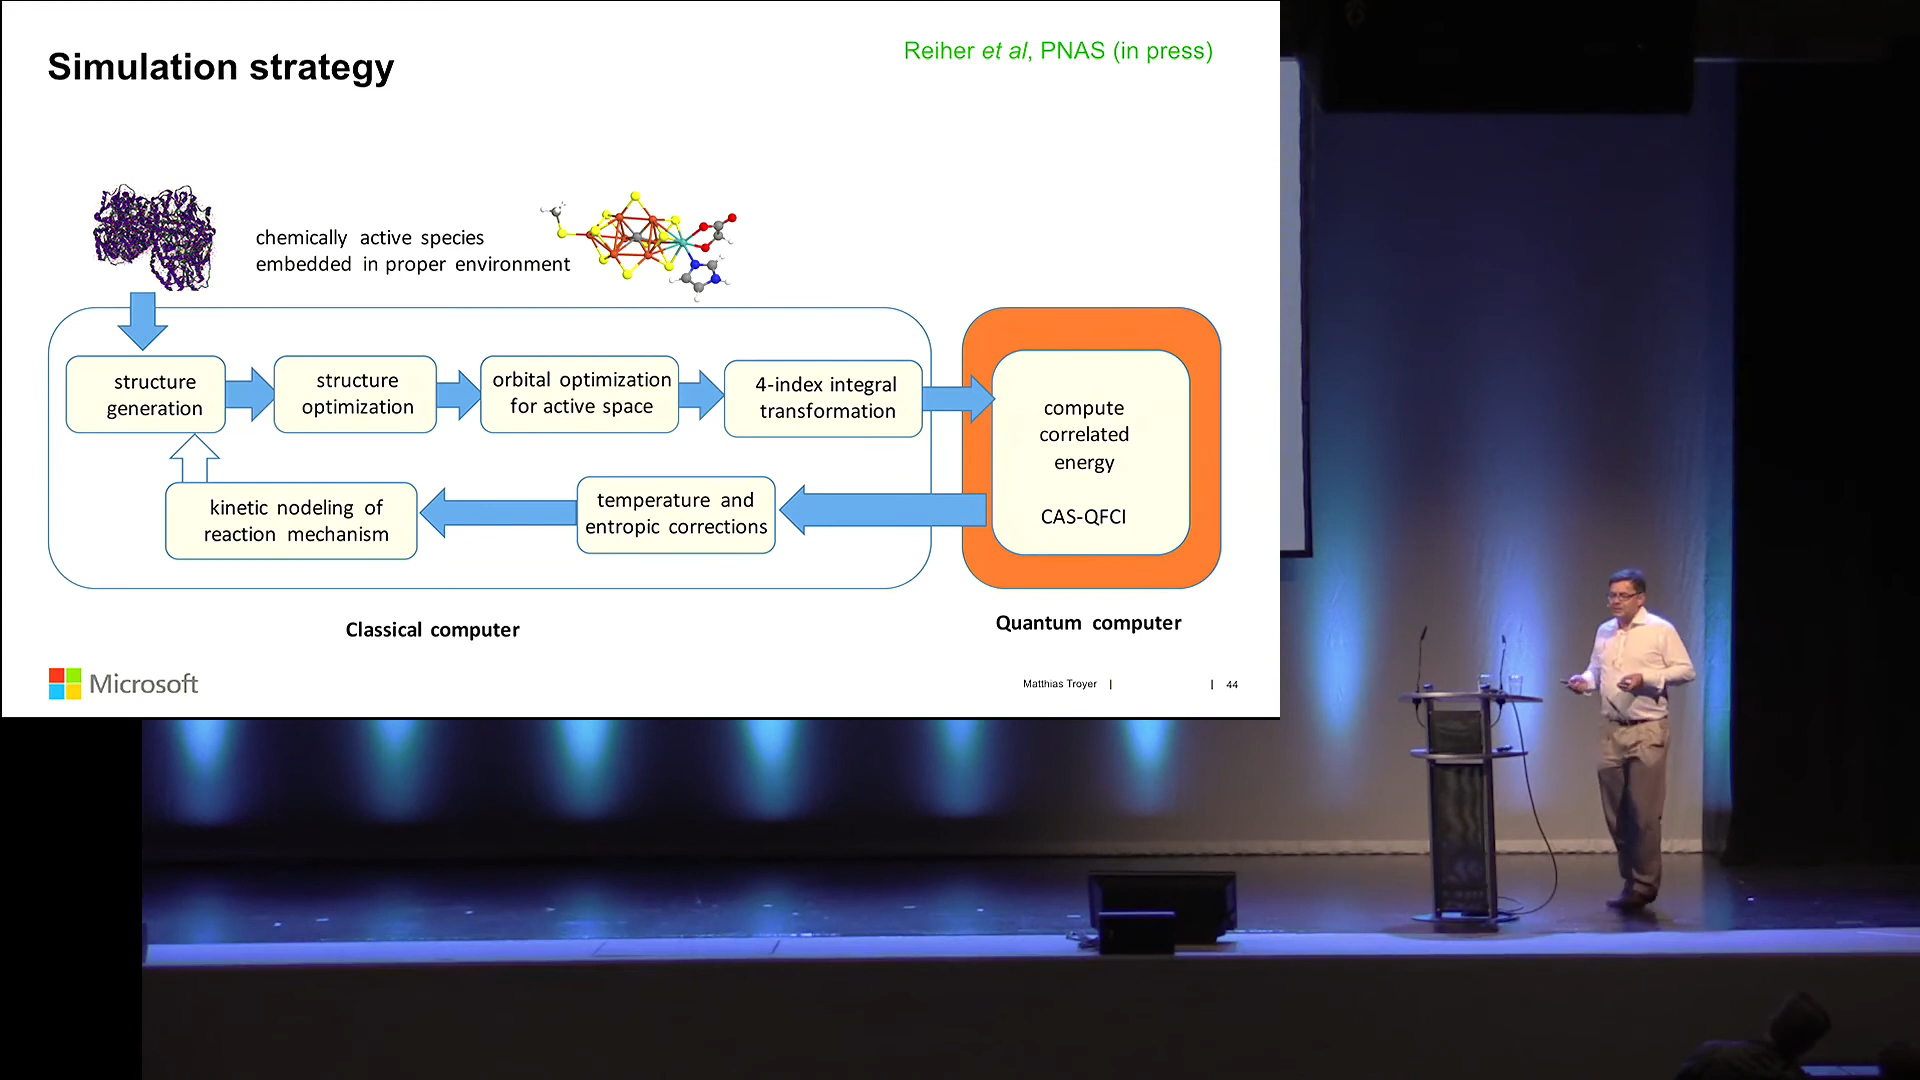 Simulation strategy
Reiher et al, PNAS (in press)
chemically active species
embedded in proper environment
structure
generation
structure
optimization
orbital optimization
for active space
4-index integral
transformation
compute
correlated
energy
CAS-QFCI
temperature and
entropic corrections
kinetic nodeling of
reaction mechanism
Classical computer
Quantum computer
Microsoft
Matthias Troyer | | 44